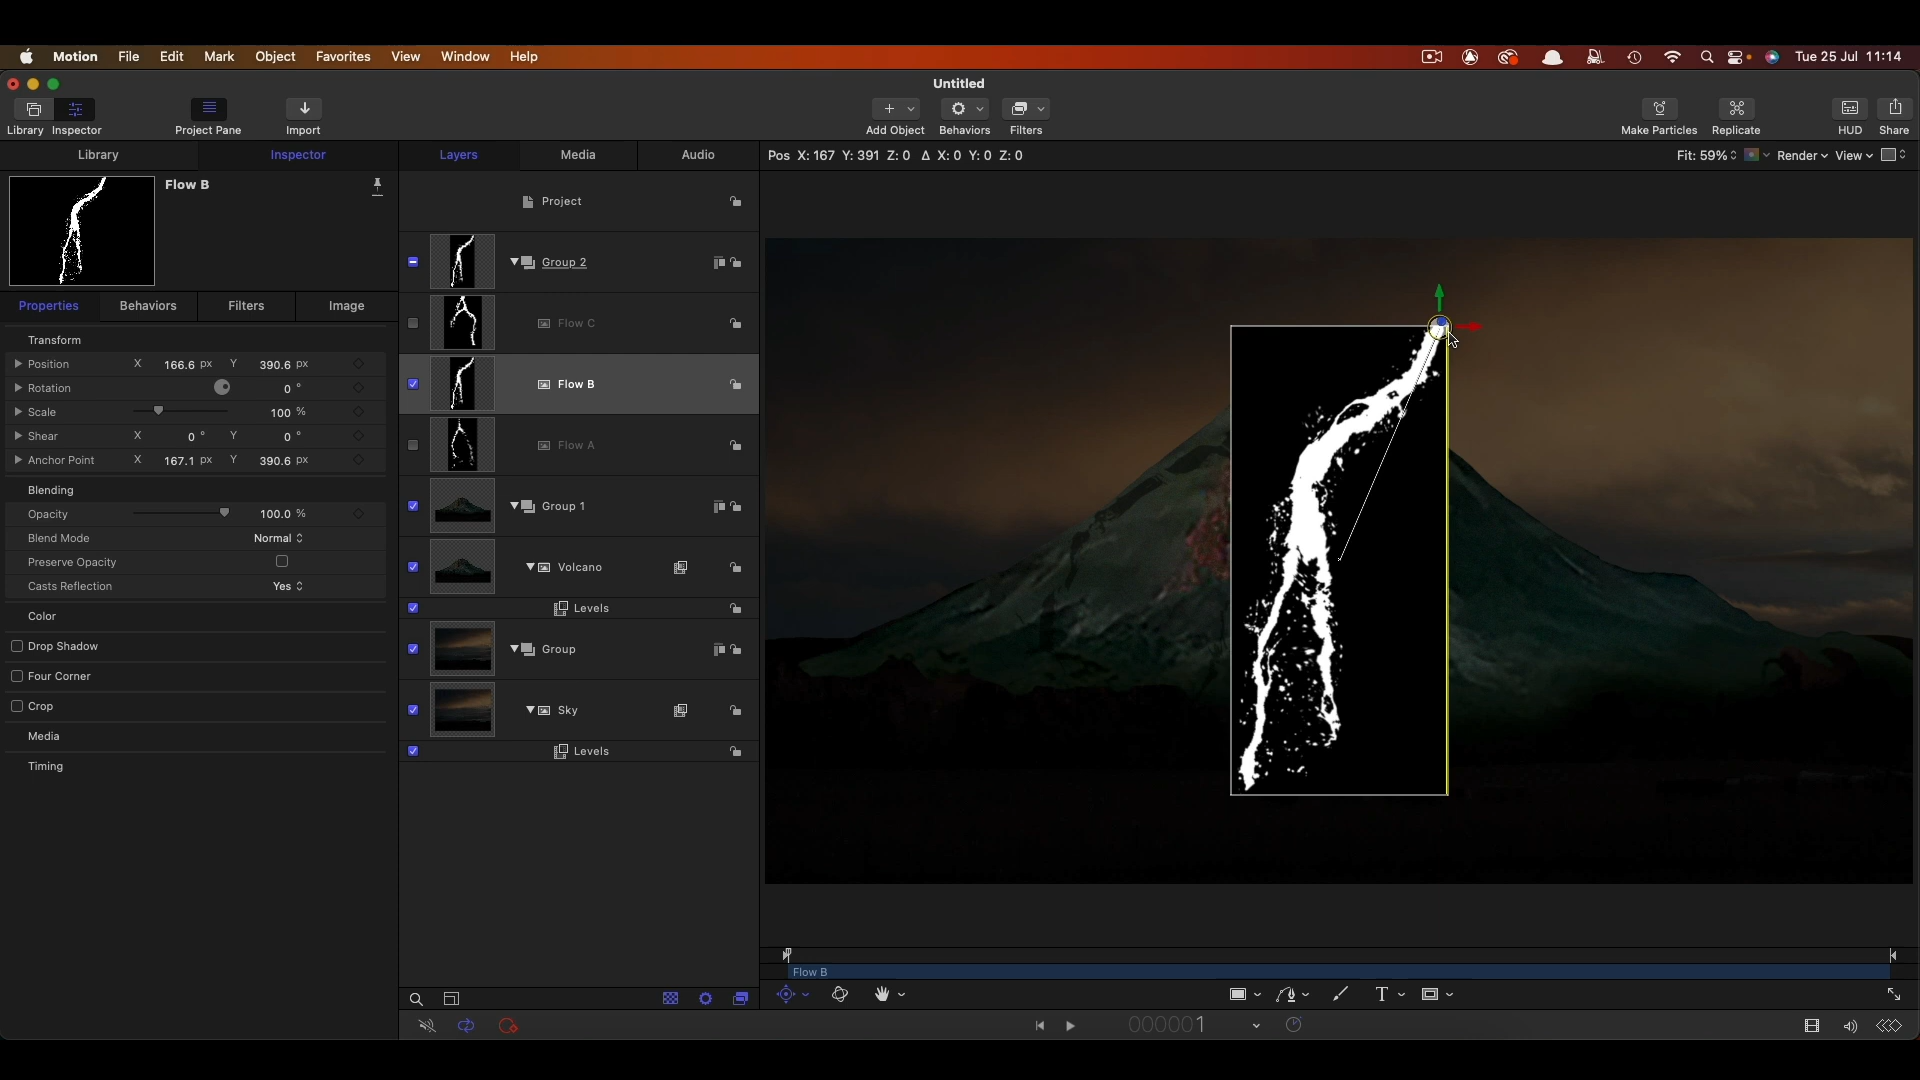 Motion File Edit Mark Object Favorites View Window Help Tue 25 Jul 11:14
Untitled
Library Inspector Project Pane Import Add Object Behaviors Filters Make Particles Replicate HUD Share
Library Inspector Layers Media Audio Pos X: 167 Y: 391 Z: 0 Δ X: 0 Y: 0 Z: 0 Fit: 59% Render View
Flow B
Properties Behaviors Filters Image
Transform
Position X 166.6 px Y 390.6 px
Rotation 0 °
Scale 100 %
Shear X 0 ° Y 0 °
Anchor Point X 167.1 px Y 390.6 px
Blending
Opacity 100.0 %
Blend Mode Normal
Preserve Opacity
Casts Reflection Yes
Color
Drop Shadow
Four Corner
Crop
Media
Timing
Project
Group 2
Flow C
Flow B
Flow A
Group 1
Volcano
Levels
Group
Sky
Levels
Flow B
T
000001